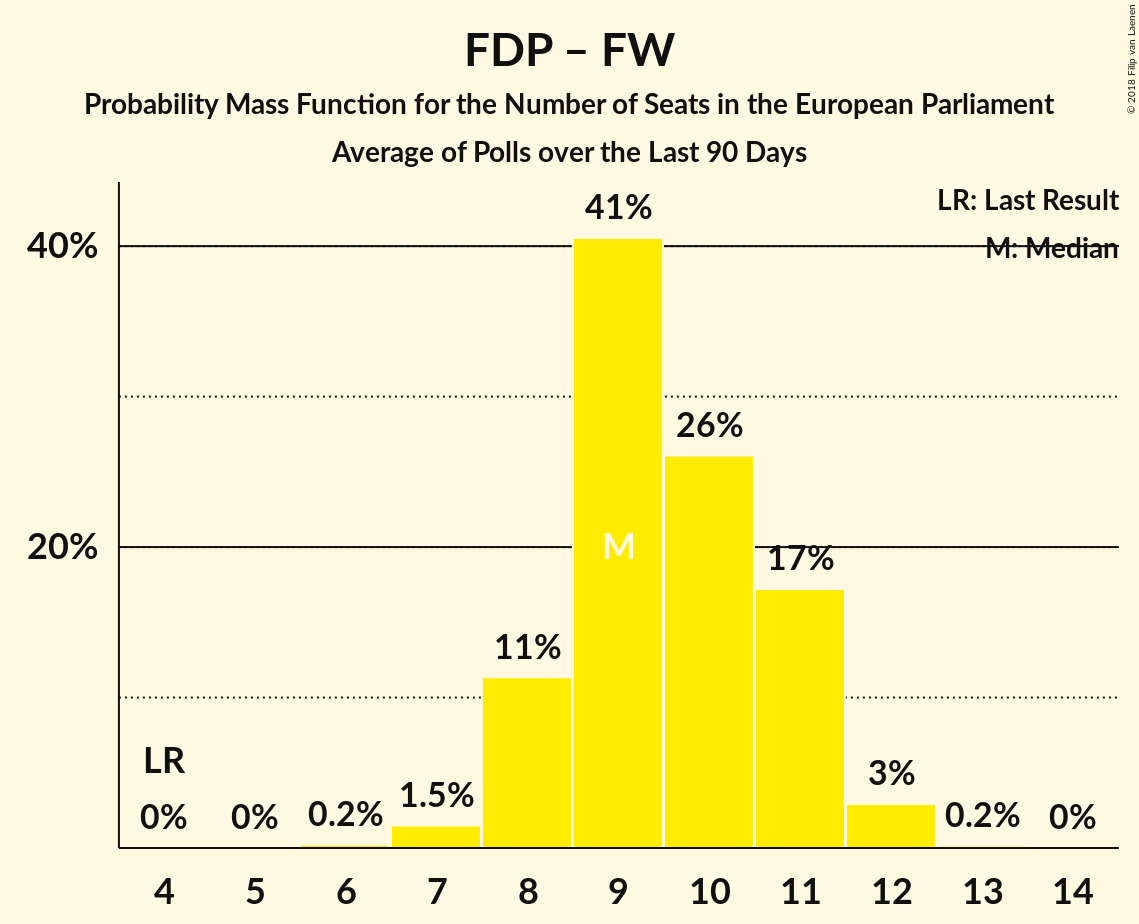 FDP – FW
Probability Mass Function for the Number of Seats in the European Parliament
Average of Polls over the Last 90 Days
© 2018 Filip van Laenen
LR: Last Result
M: Median
41%
40%
26%
M
20%
17%
11%
LR
0%
0%
0.2%
1.5%
3%
0.2%
0%
4 5 6 7 8 9 10 11 12 13 14